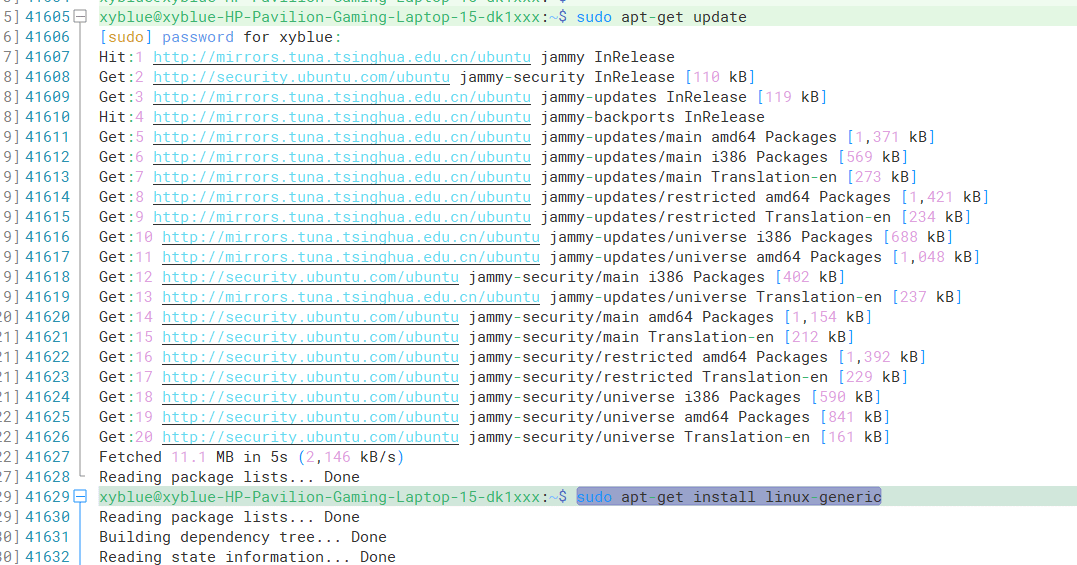 5] 41605 xyblue@xyblue-HP-Pavilion-Gaming-Laptop-15-dk1xxx:~$ sudo apt-get update
6] 41606 [sudo] password for xyblue:
7] 41607 Hit:1 http://mirrors.tuna.tsinghua.edu.cn/ubuntu jammy InRelease
8] 41608 Get:2 http://security.ubuntu.com/ubuntu jammy-security InRelease [110 kB]
8] 41609 Get:3 http://mirrors.tuna.tsinghua.edu.cn/ubuntu jammy-updates InRelease [119 kB]
8] 41610 Hit:4 http://mirrors.tuna.tsinghua.edu.cn/ubuntu jammy-backports InRelease
9] 41611 Get:5 http://mirrors.tuna.tsinghua.edu.cn/ubuntu jammy-updates/main amd64 Packages [1,371 kB]
9] 41612 Get:6 http://mirrors.tuna.tsinghua.edu.cn/ubuntu jammy-updates/main i386 Packages [569 kB]
9] 41613 Get:7 http://mirrors.tuna.tsinghua.edu.cn/ubuntu jammy-updates/main Translation-en [273 kB]
9] 41614 Get:8 http://mirrors.tuna.tsinghua.edu.cn/ubuntu jammy-updates/restricted amd64 Packages [1,421 kB]
9] 41615 Get:9 http://mirrors.tuna.tsinghua.edu.cn/ubuntu jammy-updates/restricted Translation-en [234 kB]
9] 41616 Get:10 http://mirrors.tuna.tsinghua.edu.cn/ubuntu jammy-updates/universe i386 Packages [688 kB]
9] 41617 Get:11 http://mirrors.tuna.tsinghua.edu.cn/ubuntu jammy-updates/universe amd64 Packages [1,048 kB]
9] 41618 Get:12 http://security.ubuntu.com/ubuntu jammy-security/main i386 Packages [402 kB]
9] 41619 Get:13 http://mirrors.tuna.tsinghua.edu.cn/ubuntu jammy-updates/universe Translation-en [237 kB]
20] 41620 Get:14 http://security.ubuntu.com/ubuntu jammy-security/main amd64 Packages [1,154 kB]
21] 41621 Get:15 http://security.ubuntu.com/ubuntu jammy-security/main Translation-en [212 kB]
21] 41622 Get:16 http://security.ubuntu.com/ubuntu jammy-security/restricted amd64 Packages [1,392 kB]
21] 41623 Get:17 http://security.ubuntu.com/ubuntu jammy-security/restricted Translation-en [229 kB]
21] 41624 Get:18 http://security.ubuntu.com/ubuntu jammy-security/universe i386 Packages [590 kB]
22] 41625 Get:19 http://security.ubuntu.com/ubuntu jammy-security/universe amd64 Packages [841 kB]
22] 41626 Get:20 http://security.ubuntu.com/ubuntu jammy-security/universe Translation-en [161 kB]
22] 41627 Fetched 11.1 MB in 5s (2,146 kB/s)
27] 41628 Reading package lists... Done
29] 41629 xyblue@xyblue-HP-Pavilion-Gaming-Laptop-15-dk1xxx:~$ sudo apt-get install linux-generic
29] 41630 Reading package lists... Done
30] 41631 Building dependency tree... Done
30] 41632 Reading state information... Done